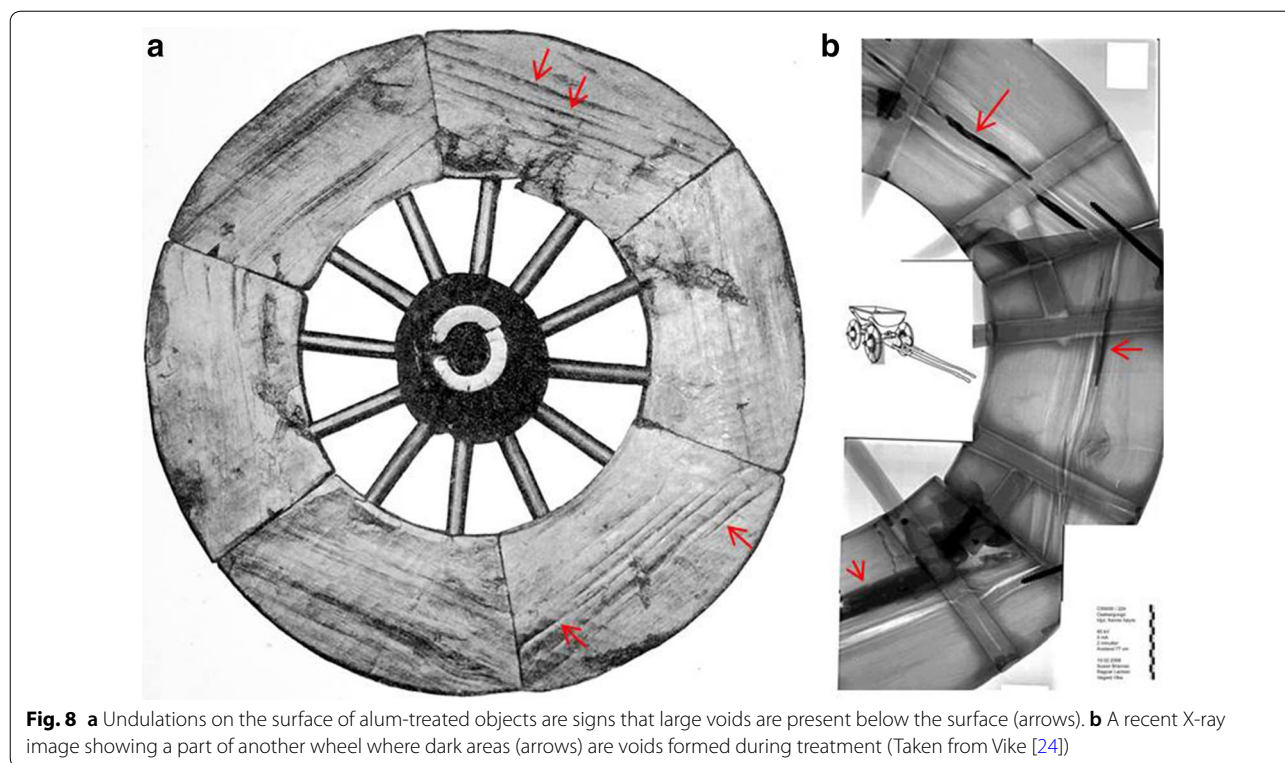 a
b
85 kV
Fig. 8 a Undulations on the surface of alum-treated objects are signs that large voids are present below the surface (arrows). b A recent X-ray
image showing a part of another wheel where dark areas (arrows) are voids formed during treatment (Taken from Vike [24])